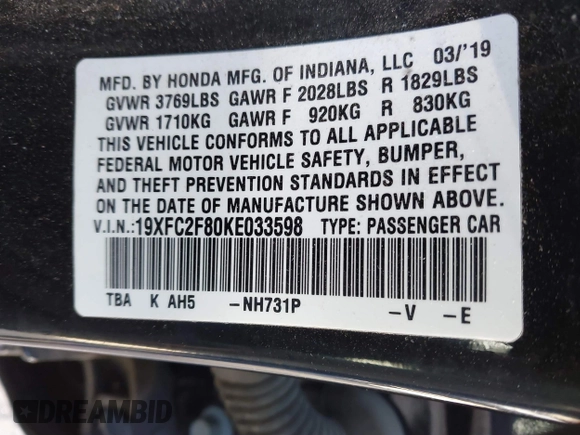 MFD. BY HONDA MFG. OF INDIANA, LLC 03/'19
GVWR 3769LBS GAWR F 2028LBS R 1829LBS
GVWR 1710KG GAWR F 920KG R 830KG
THIS VEHICLE CONFORMS TO ALL APPLICABLE
FEDERAL MOTOR VEHICLE SAFETY, BUMPER,
AND THEFT PREVENTION STANDARDS IN EFFECT
ON THE DATE OF MANUFACTURE SHOWN ABOVE.
V.I.N.: 19XFC2F80KE033598 TYPE: PASSENGER CAR
TBA K AH5 -NH731P -V -E
DREAMBID